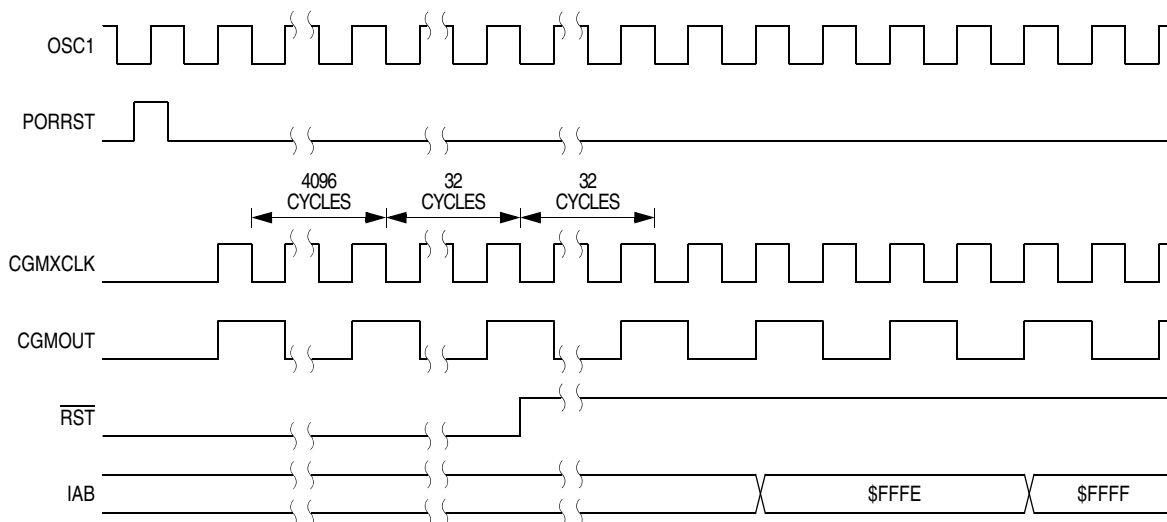 OSC1
PORRST
4096
CYCLES
32
CYCLES
32
CYCLES
CGMXCLK
CGMOUT
RST
IAB
$FFFE
$FFFF